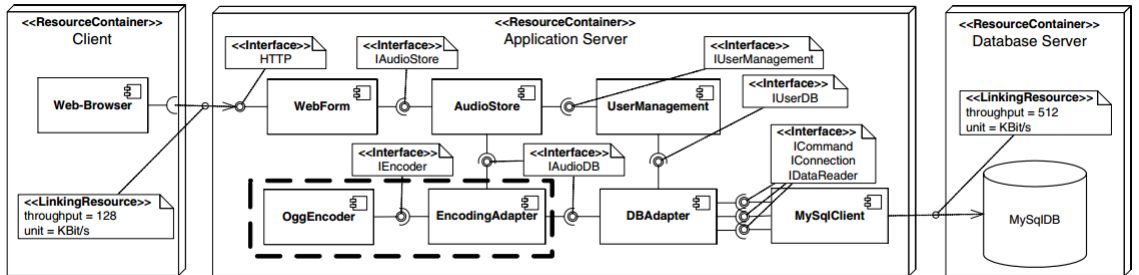 <<ResourceContainer>>
Client
<<ResourceContainer>>
Application Server
<<ResourceContainer>>
Database Server
<<Interface>>
HTTP
<<Interface>>
IAudioStore
<<Interface>>
IUserManagement
<<Interface>>
IUserDB
Web-Browser
WebForm
AudioStore
UserManagement
<<LinkingResource>>
throughput = 512
unit = KBit/s
<<Interface>>
IEncoder
<<Interface>>
IAudioDB
<<Interface>>
ICommand
IConnection
IDataReader
<<LinkingResource>>
throughput = 128
unit = KBit/s
OggEncoder
EncodingAdapter
DBAdapter
MySqlClient
MySqlDB